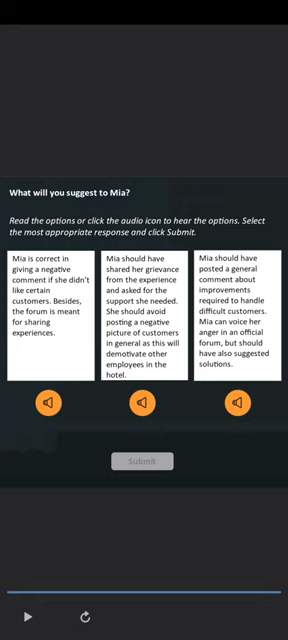 What will you suggest to Mia?
Read the options or click the audio icon to hear the options. Select
the most appropriate response and click Submit.
Mia is correct in
giving a negative
comment if she didn't
like certain
customers. Besides,
the forum is meant
for sharing
experiences.
Mia should have
shared her grievance
from the experience
and asked for the
support she needed.
She should avoid
posting a negative
picture of customers
in general as this will
demotivate other
employees in the
hotel.
Mia should have
posted a general
comment about
improvements
required to handle
difficult customers.
Mia can voice her
anger in an official
forum, but should
have also suggested
solutions.
Submit